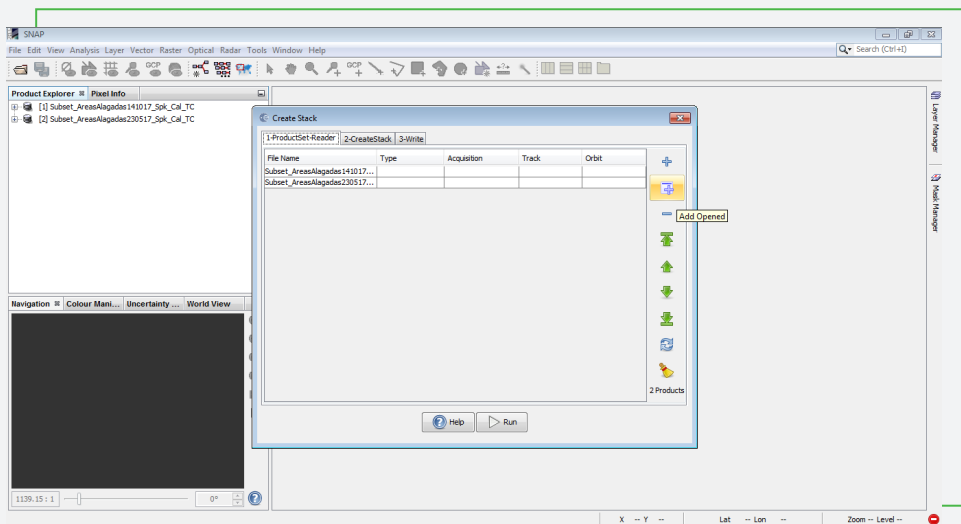 SNAP
File Edit View Analysis Layer Vector Raster Optical Radar Tools Window Help
Search (Ctrl+I)
GCP
GCP
Product Explorer Pixel Info
[1] Subset_AreasAlagadas141017_Spk_Cal_TC
[2] Subset_AreasAlagadas230517_Spk_Cal_TC
Layer Manager
Mask Manager
Create Stack
1-ProductSet-Reader 2-CreateStack 3-Write
File Name Type Acquisition Track Orbit
Subset_AreasAlagadas141017...
Subset_AreasAlagadas230517...
Add Opened
2 Products
Help Run
Navigation Colour Mani... Uncertainty ... World View
1139.15 : 1
0°
X -- Y -- Lat -- Lon -- Zoom -- Level --